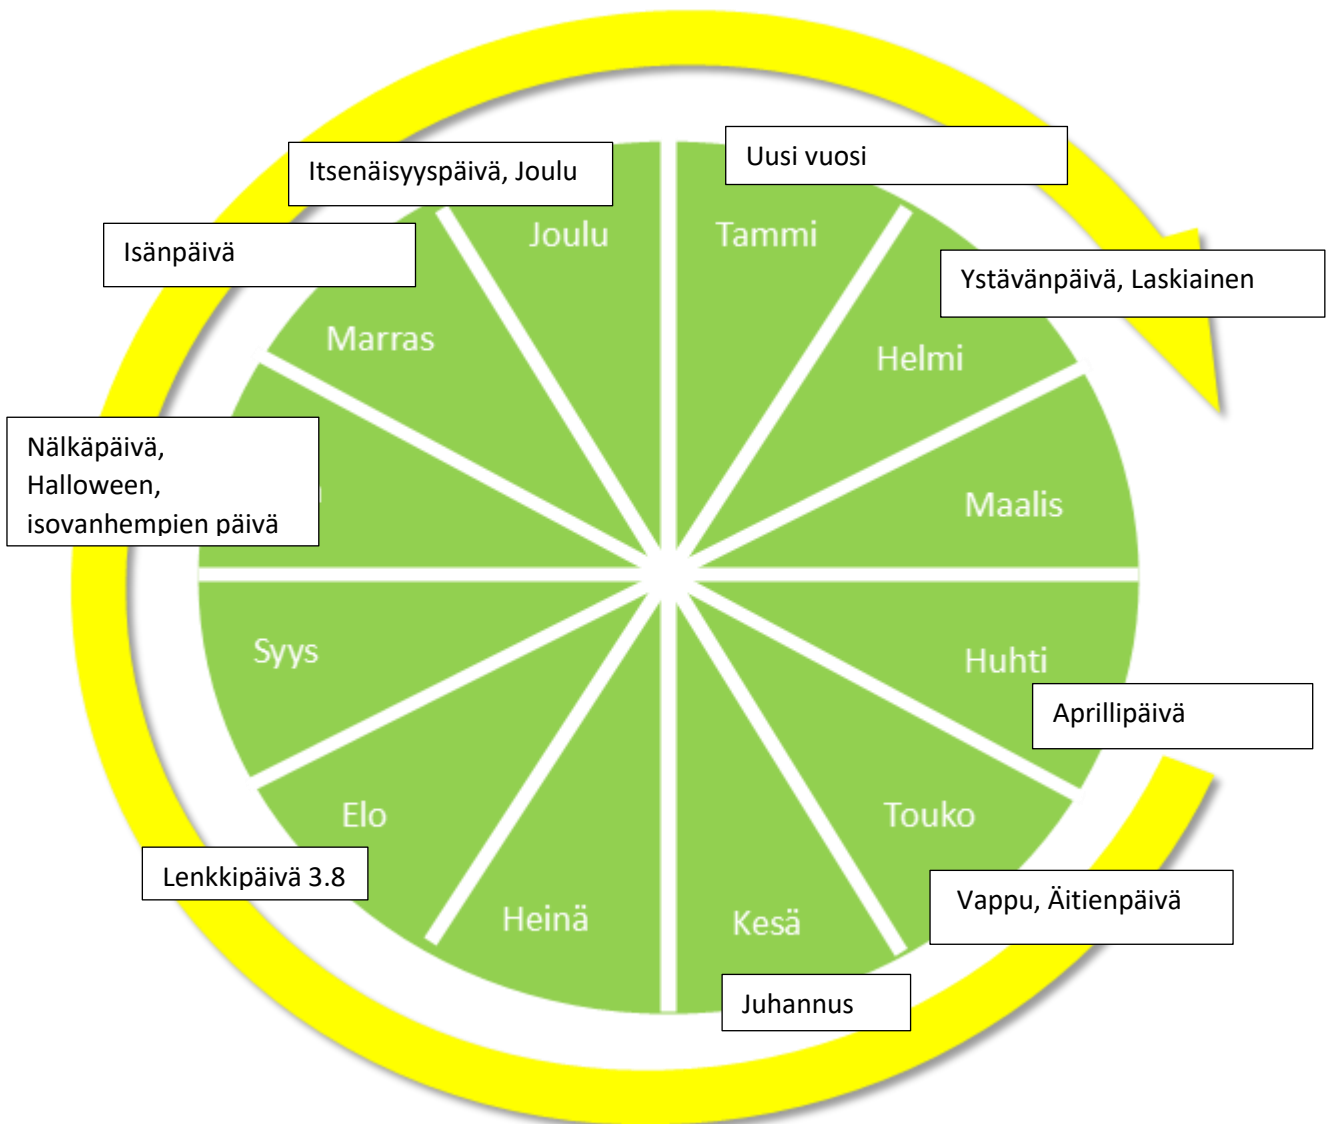 Uusi vuosi
Itsenäisyyspäivä, Joulu
Joulu
Tammi
Isänpäivä
Ystävänpäivä, Laskiainen
Marras
Helmi
Nälkäpäivä,
Halloween,
isovanhempien päivä
Maalis
Syys
Huhti
Aprillipäivä
Elo
Touko
Lenkkipäivä 3.8
Vappu, Äitienpäivä
Heinä
Kesä
Juhannus